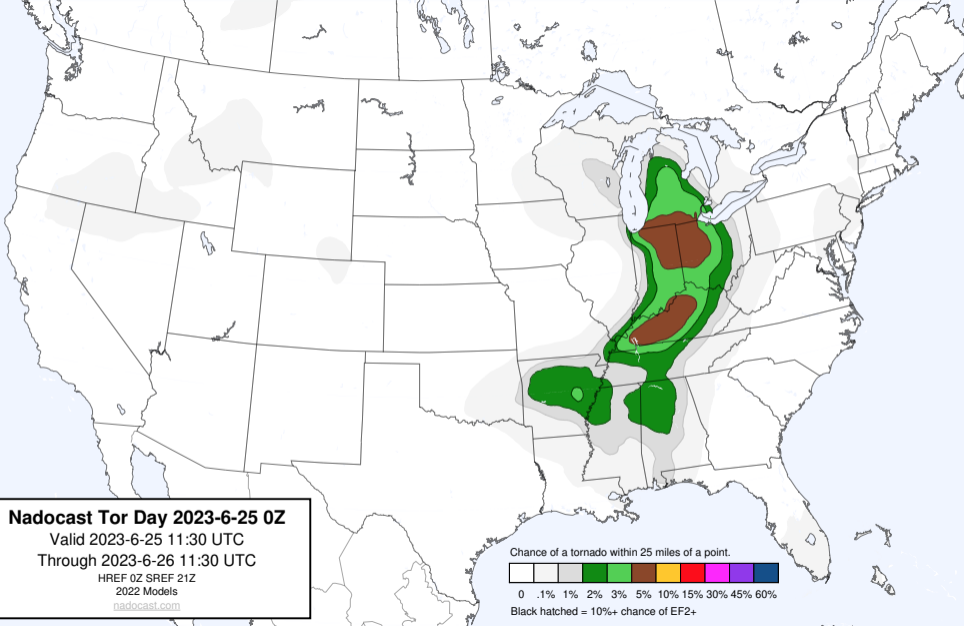 Nadocast Tor Day 2023-6-25 0Z
Valid 2023-6-25 11:30 UTC
Through 2023-6-26 11:30 UTC
HREF 0Z SREF 21Z
2022 Models
nadocast.com
Chance of a tornado within 25 miles of a point.
0 .1% 1% 2% 3% 5% 10% 15% 30% 45% 60%
Black hatched = 10%+ chance of EF2+